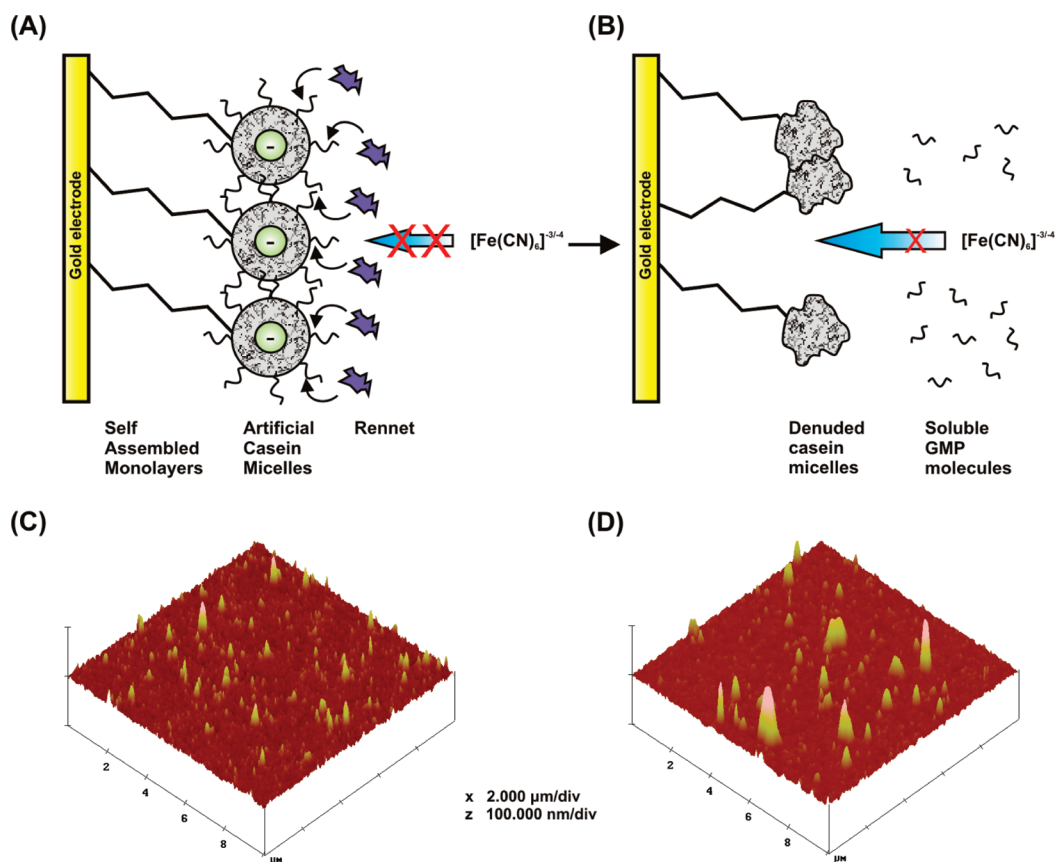 (A)
(B)
Gold electrode
[Fe(CN)₆]⁻³/⁻⁴
Gold electrode
[Fe(CN)₆]⁻³/⁻⁴
Self
Assembled
Monolayers
Artificial
Casein
Micelles
Rennet
Denuded
casein
micelles
Soluble
GMP
molecules
(C)
(D)
2
4
6
8
µM
x 2.000 µm/div
z 100.000 nm/div
2
4
6
8
µM